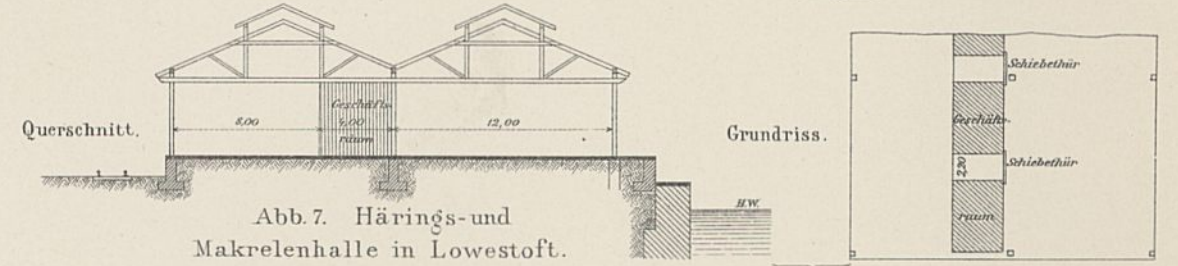 Querschnitt.
8,00
Geschäfts-
4,00
raum
12,00
H.W.
Abb. 7. Härings- und
Makrelenhalle in Lowestoft.
Grundriss.
Schiebethür
Geschäfts-
2,20
Schiebethür
raum